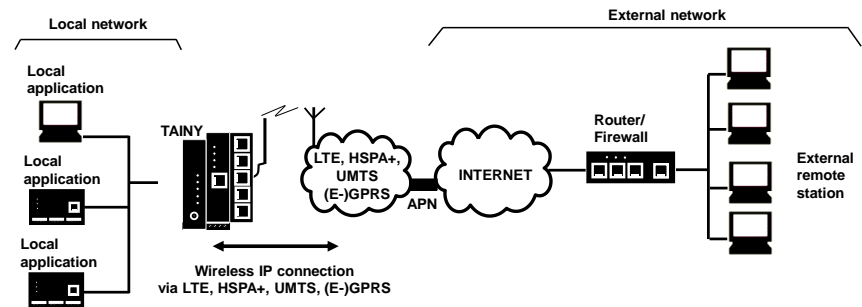 Local network
External network
Local
application
TAINY
Local
application
Local
application
Wireless IP connection
via LTE, HSPA+, UMTS, (E-)GPRS
LTE, HSPA+,
UMTS
(E-)GPRS
APN
INTERNET
Router/
Firewall
External
remote
station